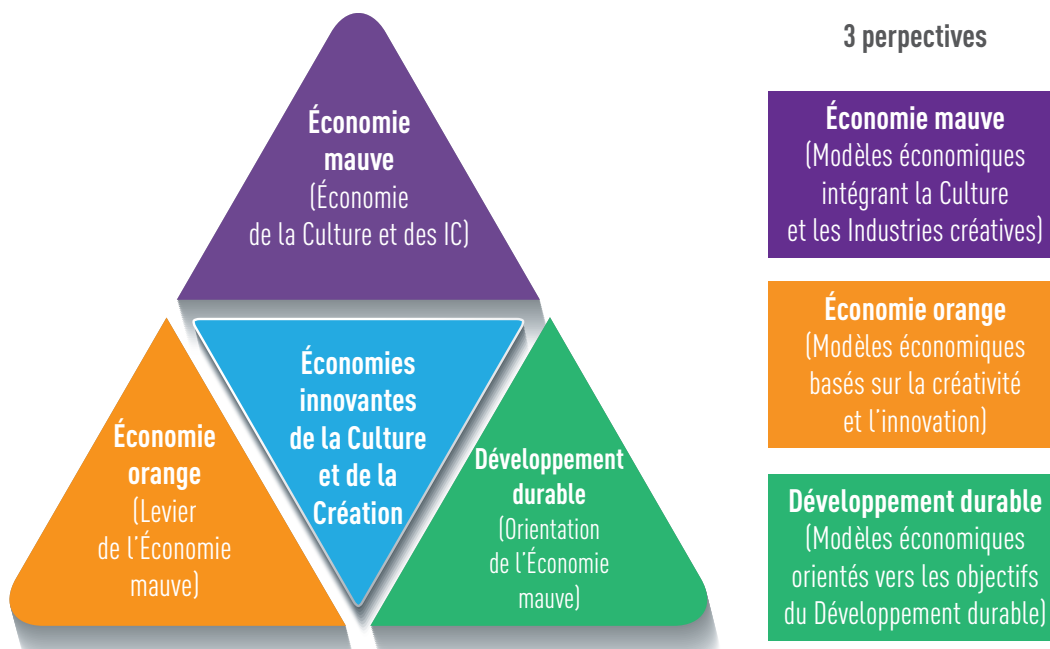 Économie
mauve
(Économie
de la Culture et des IC)
Économies
innovantes
de la Culture
et de la
Création
Économie
orange
(Levier
de l'Économie
mauve)
Développement
durable
(Orientation
de l'Économie
mauve)
3 perpectives
Économie mauve
(Modèles économiques
intégrant la Culture
et les Industries créatives)
Économie orange
(Modèles économiques
basés sur la créativité
et l'innovation)
Développement durable
(Modèles économiques
orientés vers les objectifs
du Développement durable)